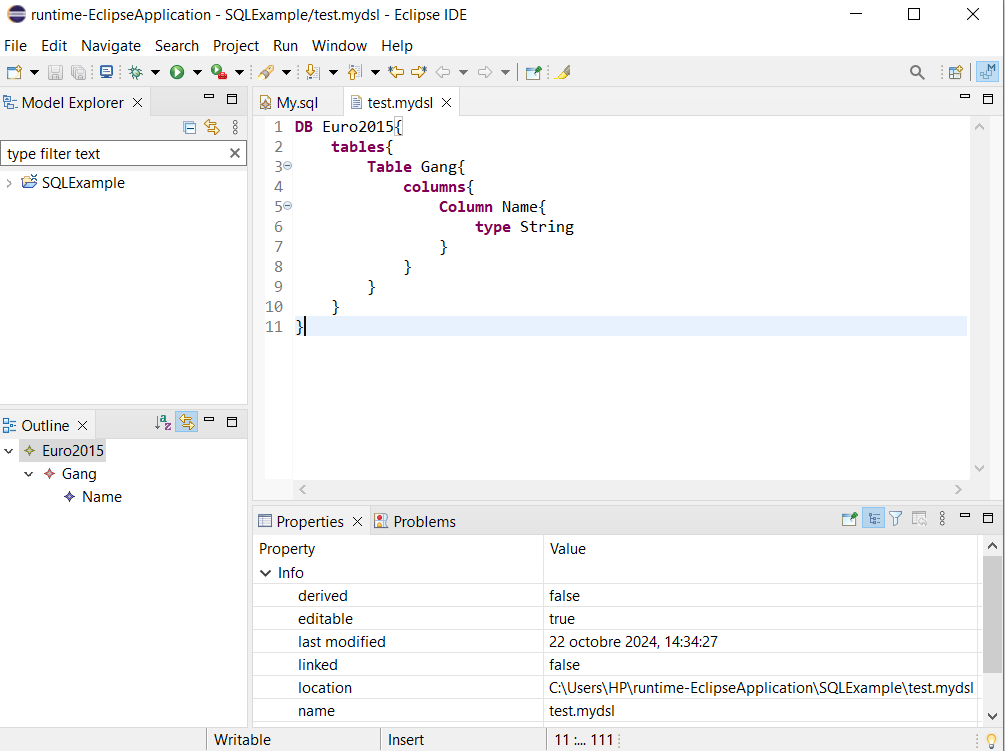 runtime-EclipseApplication - SQLExample/test.mydsl - Eclipse IDE
File Edit Navigate Search Project Run Window Help
Model Explorer
type filter text
SQLExample
My.sql test.mydsl
1 DB Euro2015{
2 tables{
3 Table Gang{
4 columns{
5 Column Name{
6 type String
7 }
8 }
9 }
10 }
11 }
Outline
Euro2015
Gang
Name
Properties Problems
Property Value
Info
derived false
editable true
last modified 22 octobre 2024, 14:34:27
linked false
location C:\Users\HP\runtime-EclipseApplication\SQLExample\test.mydsl
name test.mydsl
Writable Insert 11 :... 111